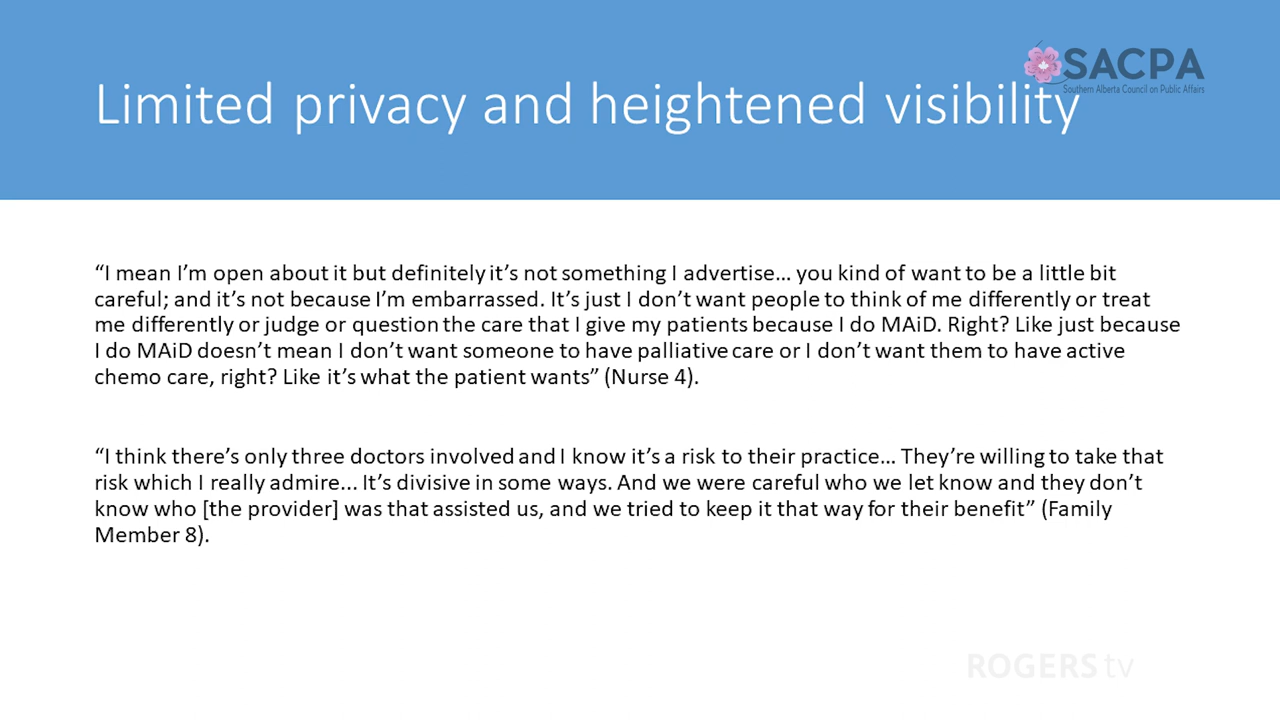 SACPA
Southern Alberta Council on Public Affairs
Limited privacy and heightened visibility
“I mean I’m open about it but definitely it’s not something I advertise… you kind of want to be a little bit
careful; and it’s not because I’m embarrassed. It’s just I don’t want people to think of me differently or treat
me differently or judge or question the care that I give my patients because I do MAiD. Right? Like just because
I do MAiD doesn’t mean I don’t want someone to have palliative care or I don’t want them to have active
chemo care, right? Like it’s what the patient wants” (Nurse 4).
“I think there’s only three doctors involved and I know it’s a risk to their practice… They’re willing to take that
risk which I really admire... It’s divisive in some ways. And we were careful who we let know and they don’t
know who [the provider] was that assisted us, and we tried to keep it that way for their benefit” (Family
Member 8).
ROGERS tv